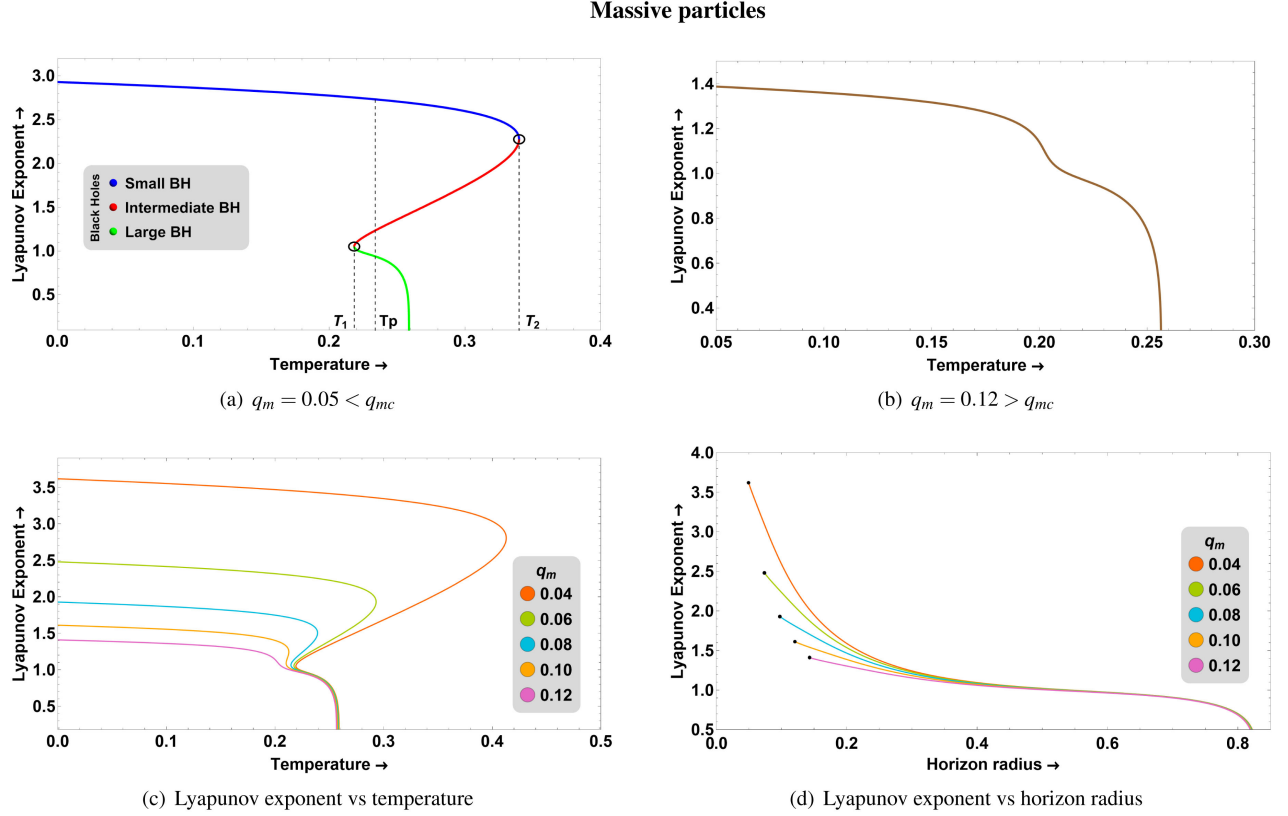 Massive particles
3.0
2.5
2.0
1.5
1.0
0.5
Lyapunov Exponent →
Black Holes
Small BH
Intermediate BH
Large BH
T1
Tp
T2
0.0 0.1 0.2 0.3 0.4
Temperature →
(a) qm = 0.05 < qmc
1.4
1.2
1.0
0.8
0.6
0.4
Lyapunov Exponent →
0.05 0.10 0.15 0.20 0.25 0.30
Temperature →
(b) qm = 0.12 > qmc
3.5
3.0
2.5
2.0
1.5
1.0
0.5
Lyapunov Exponent →
qm
0.04
0.06
0.08
0.10
0.12
0.0 0.1 0.2 0.3 0.4 0.5
Temperature →
(c) Lyapunov exponent vs temperature
4.0
3.5
3.0
2.5
2.0
1.5
1.0
0.5
Lyapunov Exponent →
qm
0.04
0.06
0.08
0.10
0.12
0.0 0.2 0.4 0.6 0.8
Horizon radius →
(d) Lyapunov exponent vs horizon radius